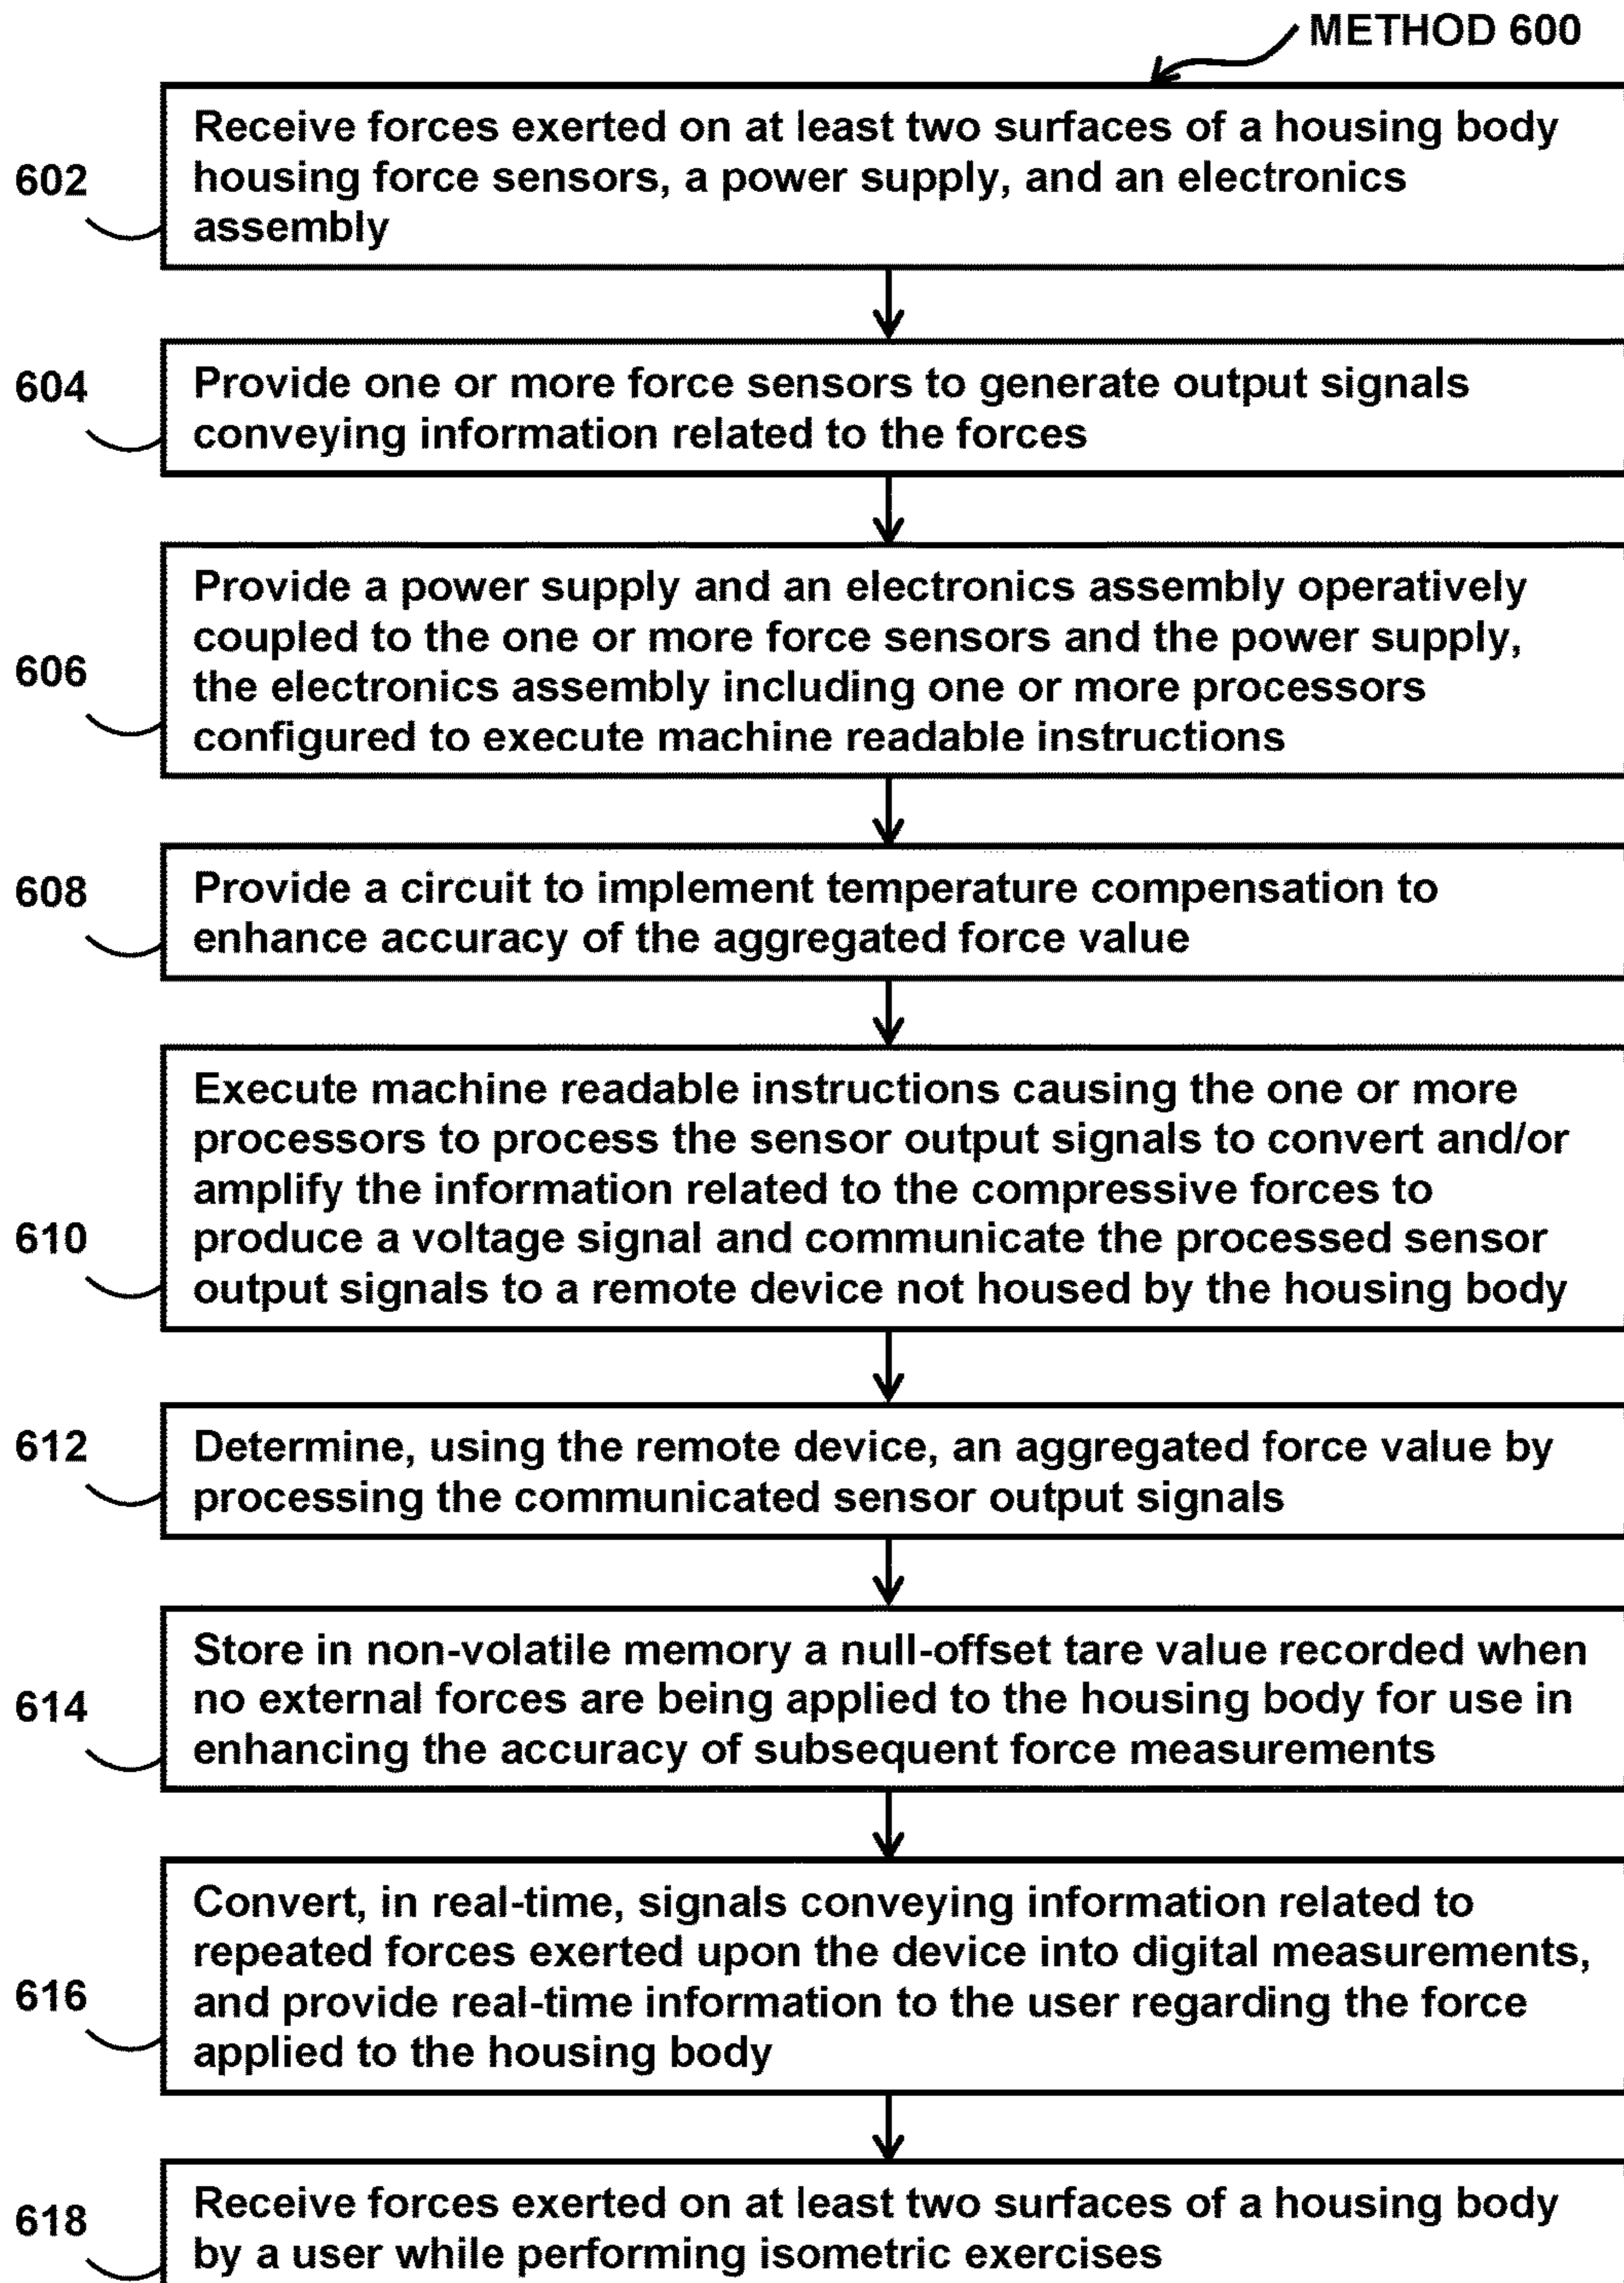 METHOD 600
602
Receive forces exerted on at least two surfaces of a housing body
housing force sensors, a power supply, and an electronics
assembly
604
Provide one or more force sensors to generate output signals
conveying information related to the forces
606
Provide a power supply and an electronics assembly operatively
coupled to the one or more force sensors and the power supply,
the electronics assembly including one or more processors
configured to execute machine readable instructions
608
Provide a circuit to implement temperature compensation to
enhance accuracy of the aggregated force value
610
Execute machine readable instructions causing the one or more
processors to process the sensor output signals to convert and/or
amplify the information related to the compressive forces to
produce a voltage signal and communicate the processed sensor
output signals to a remote device not housed by the housing body
612
Determine, using the remote device, an aggregated force value by
processing the communicated sensor output signals
614
Store in non-volatile memory a null-offset tare value recorded when
no external forces are being applied to the housing body for use in
enhancing the accuracy of subsequent force measurements
616
Convert, in real-time, signals conveying information related to
repeated forces exerted upon the device into digital measurements,
and provide real-time information to the user regarding the force
applied to the housing body
618
Receive forces exerted on at least two surfaces of a housing body
by a user while performing isometric exercises